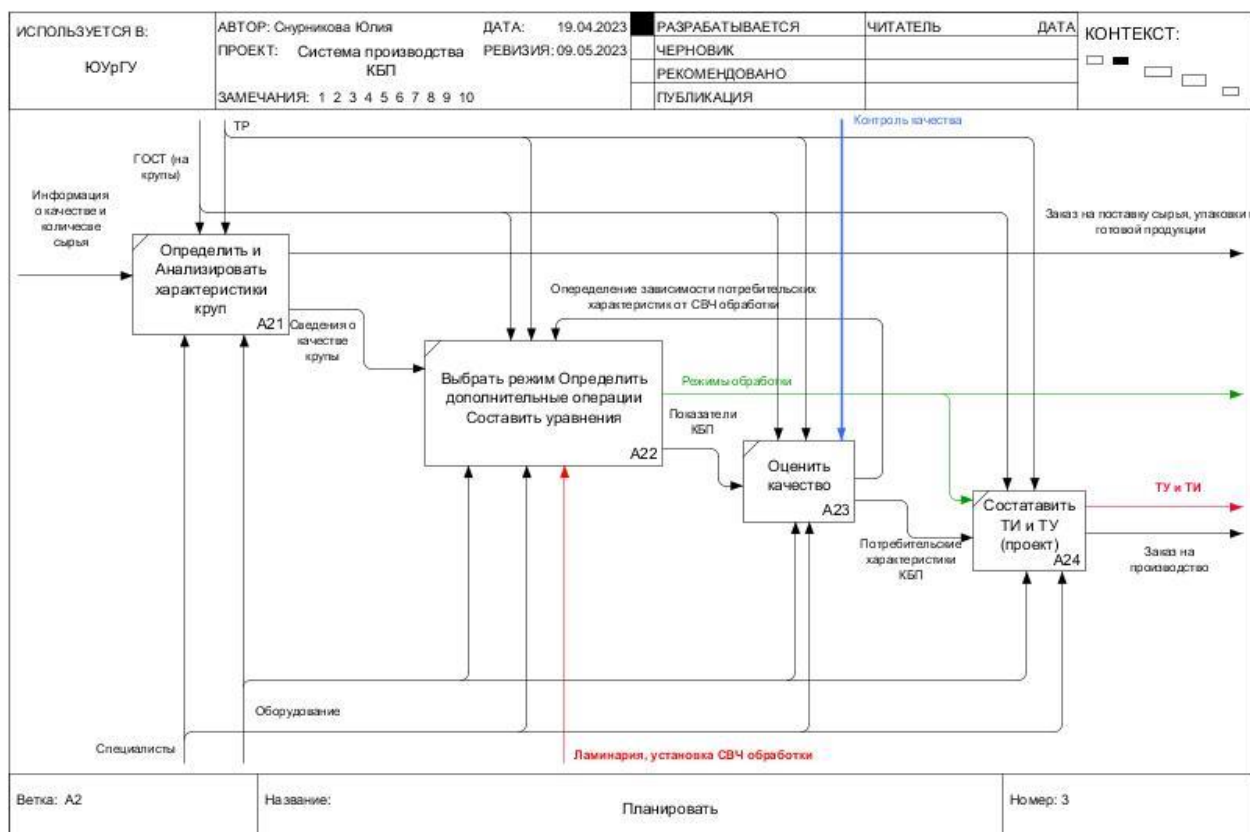 ИСПОЛЬЗУЕТСЯ В:
ЮУрГУ
АВТОР: Снурникова Юлия
ДАТА: 19.04.2023
ПРОЕКТ: Система производства
КБП
РЕВИЗИЯ: 09.05.2023
ЗАМЕЧАНИЯ: 1 2 3 4 5 6 7 8 9 10
РАЗРАБАТЫВАЕТСЯ
ЧЕРНОВИК
РЕКОМЕНДОВАНО
ПУБЛИКАЦИЯ
ЧИТАТЕЛЬ
ДАТА
КОНТЕКСТ:
ТР
Контроль качества
ГОСТ (на
крупы)
Информация
о качестве и
количесве
сырья
Заказ на поставку сырья, упаковки и
готовой продукции
Определить и
Анализировать
характеристики
круп
A21
Опеределение зависимости потребительских
характеристик от СВЧ обработки
Сведения о
качестве
крупы
Выбрать режим Определить
дополнительные операции
Составить уравнения
A22
Режимы обработки
Показатели
КБП
Оценить
качество
A23
Потребительские
характеристики
КБП
Состатавить
ТИ и ТУ
(проект)
A24
ТУ и ТИ
Заказ на
производство
Оборудование
Специалисты
Ламинария, установка СВЧ обработки
Ветка: A2
Название:
Планировать
Номер: 3